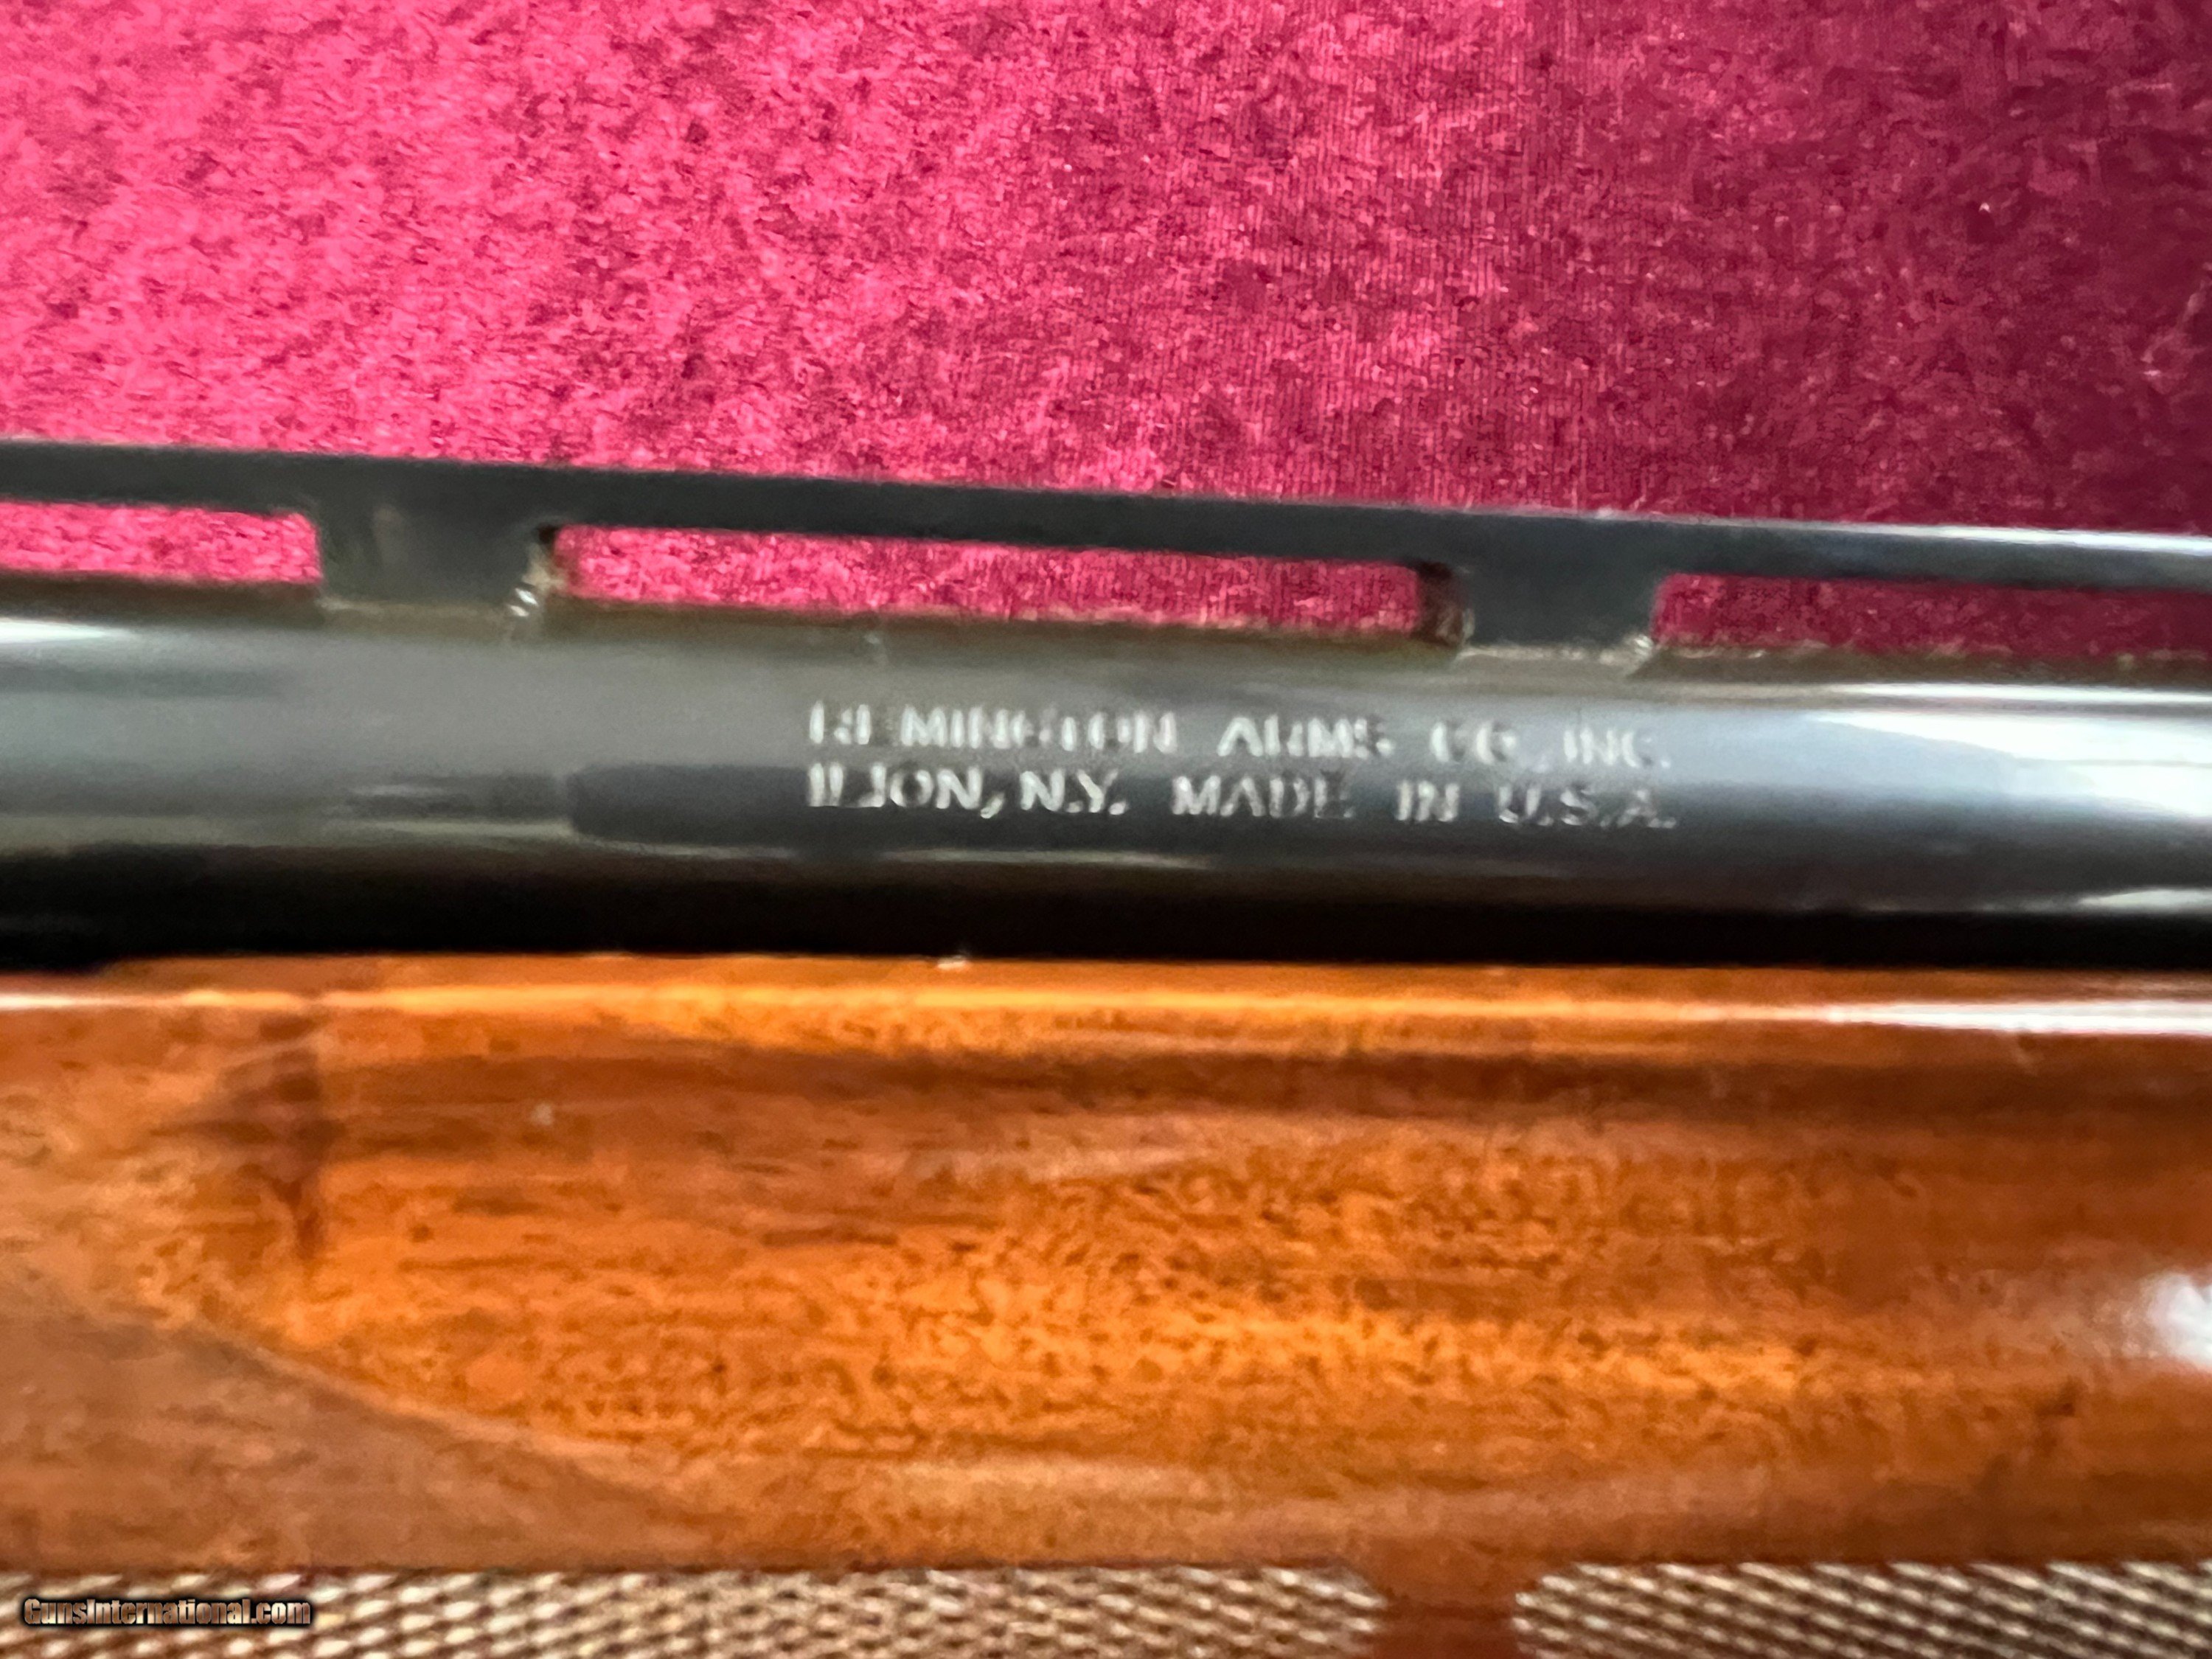 REMINGTON ARMS CO., INC.
ILION, N.Y. MADE IN U.S.A.
GunsInternational.com